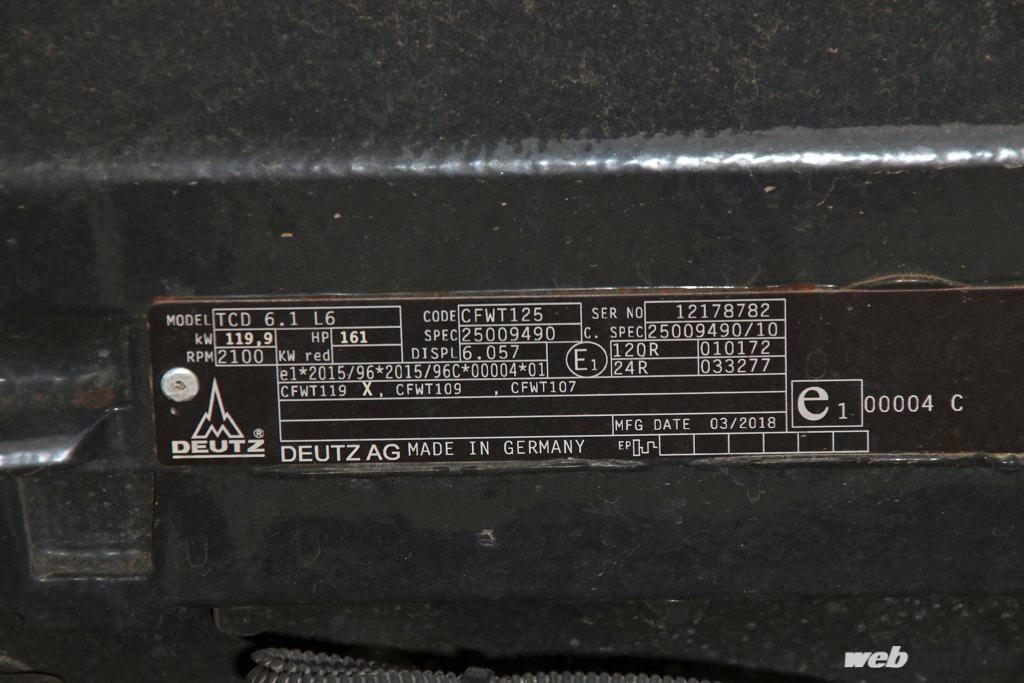 MODEL TCD 6.1 L6 CODE CFWT125 SER NO 12178782
kW 119,9 HP 161 SPEC 25009490 C. SPEC 25009490/10
RPM 2100 KW red DISPL 6.057 E1 120R 010172
e1*2015/96*2015/96C*00004*01 24R 033277
CFWT119 X, CFWT109 , CFWT107
e1 00004 C
MFG DATE 03/2018
DEUTZ®
DEUTZ AG MADE IN GERMANY EP
web